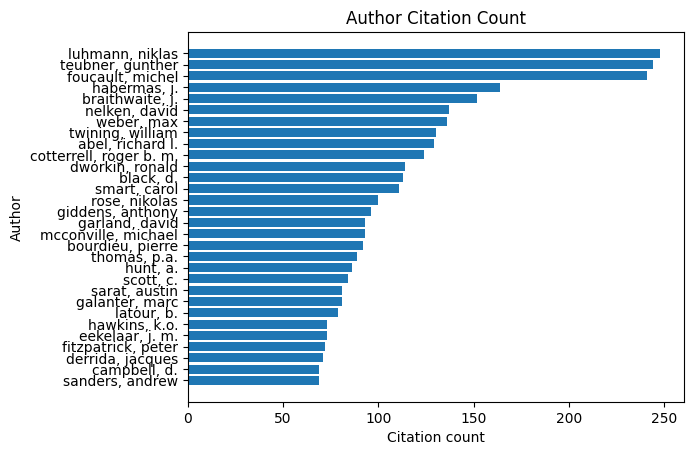 Author Citation Count
luhmann, niklas
teubner, gunther
foucault, michel
habermas, j.
braithwaite, j.
nelken, david
weber, max
twining, william
abel, richard l.
cotterrell, roger b. m.
dworkin, ronald
black, d.
smart, carol
rose, nikolas
giddens, anthony
garland, david
mcconville, michael
bourdieu, pierre
thomas, p.a.
hunt, a.
scott, c.
sarat, austin
galanter, marc
latour, b.
hawkins, k.o.
eekelaar, j. m.
fitzpatrick, peter
derrida, jacques
campbell, d.
sanders, andrew
Author
0 50 100 150 200 250
Citation count